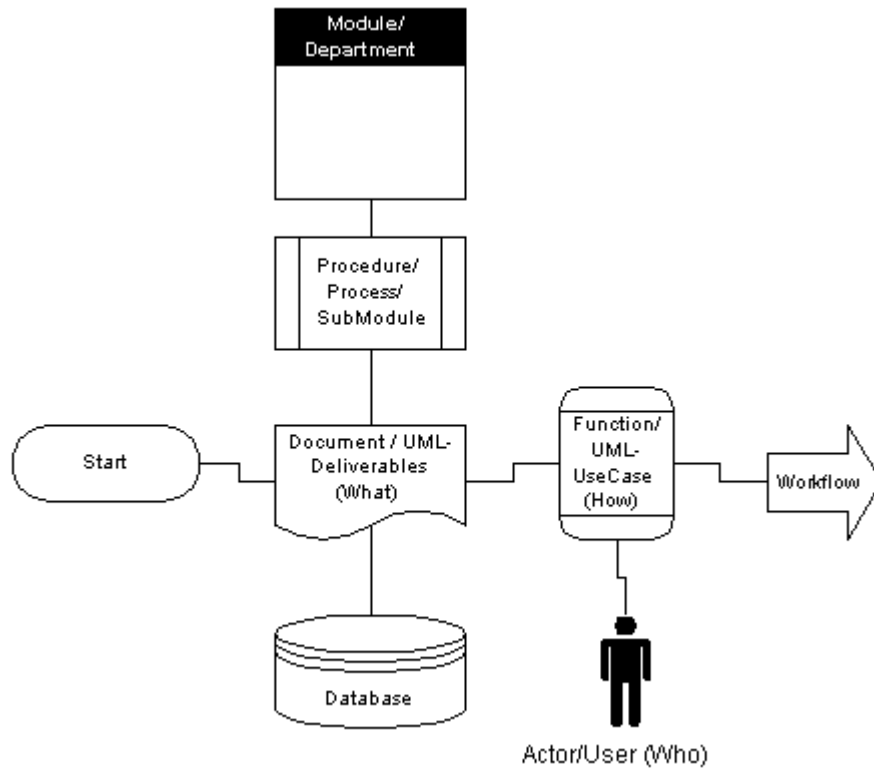 Module/
Department
Procedure/
Process/
SubModule
Start
Document / UML-
Deliverables
(What)
Function/
UML-
UseCase
(How)
Workflow
Database
Actor/User (Who)